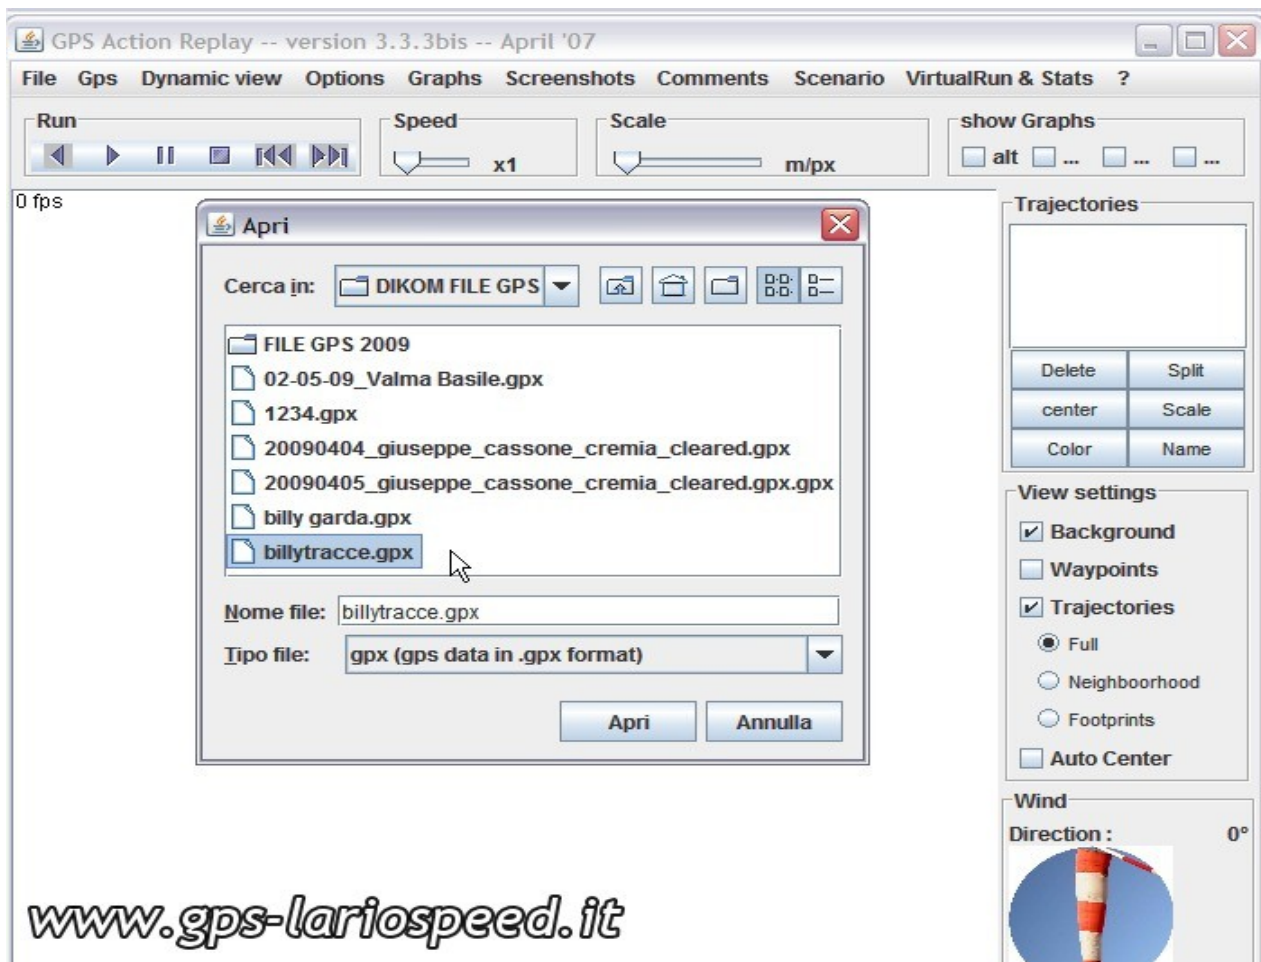 GPS Action Replay -- version 3.3.3bis -- April '07
File Gps Dynamic view Options Graphs Screenshots Comments Scenario VirtualRun & Stats ?
Run
Speed
x1
Scale
m/px
show Graphs
alt ... ... ...
0 fps
Apri
Cerca in: DIKOM FILE GPS
FILE GPS 2009
02-05-09_Valma Basile.gpx
1234.gpx
20090404_giuseppe_cassone_cremia_cleared.gpx
20090405_giuseppe_cassone_cremia_cleared.gpx.gpx
billy garda.gpx
billytracce.gpx
Nome file: billytracce.gpx
Tipo file: gpx (gps data in .gpx format)
Apri Annulla
Trajectories
Delete Split
center Scale
Color Name
View settings
Background
Waypoints
Trajectories
Full
Neighboorhood
Footprints
Auto Center
Wind
Direction : 0°
www.gps-lariospeed.it